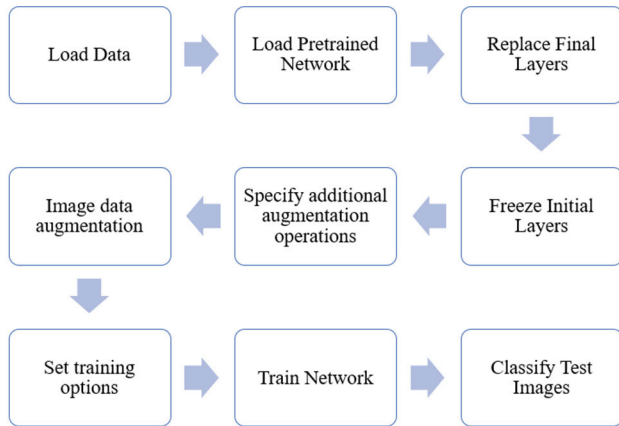 Load Data
Load Pretrained
Network
Replace Final
Layers
Freeze Initial
Layers
Specify additional
augmentation
operations
Image data
augmentation
Set training
options
Train Network
Classify Test
Images